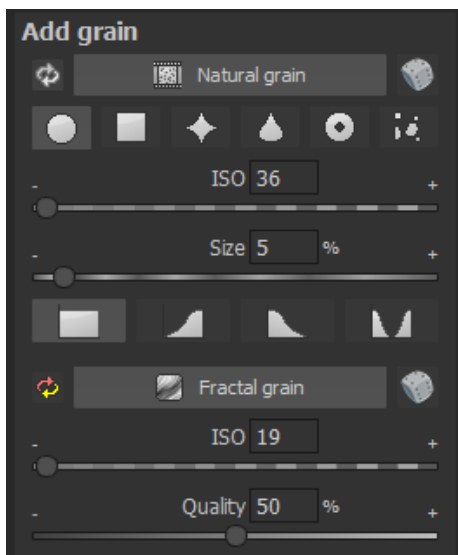 Add grain
Natural grain
- ISO 36 +
- Size 5 % +
Fractal grain
- ISO 19 +
- Quality 50 % +